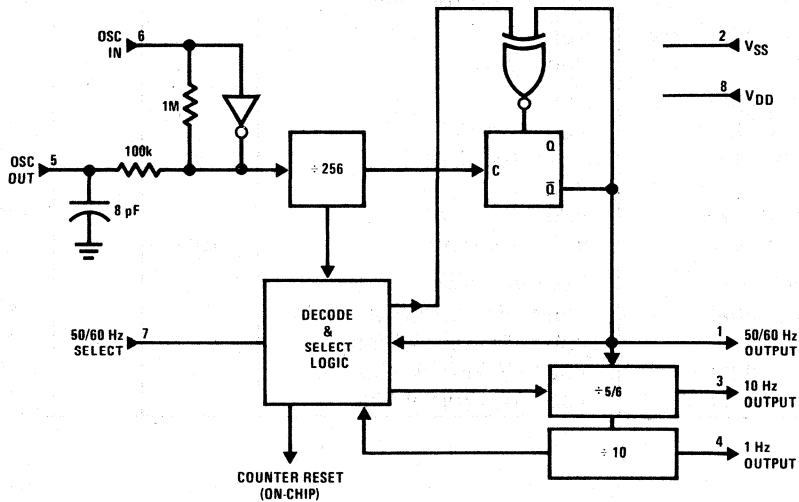 OSC
IN
6
2
VSS
8
VDD
1M
OSC
OUT
5
100k
8 pF
÷ 256
C
Q
Q̅
DECODE
&
SELECT
LOGIC
50/60 Hz
SELECT
7
1
50/60 Hz
OUTPUT
÷ 5/6
3
10 Hz
OUTPUT
÷ 10
4
1 Hz
OUTPUT
COUNTER RESET
(ON-CHIP)